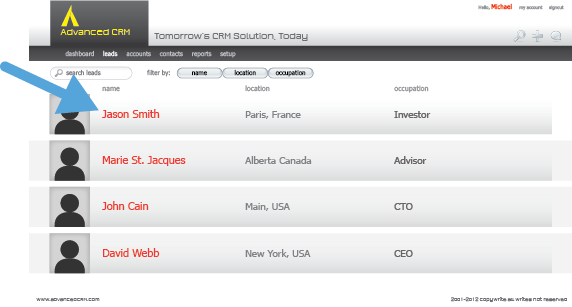 Hello, Michael my account signout
Advanced CRM
Tomorrow's CRM Solution, Today
dashboard leads accounts contacts reports setup
search leads filter by: name location occupation
name location occupation
Jason Smith Paris, France Investor
Marie St. Jacques Alberta Canada Advisor
John Cain Main, USA CTO
David Webb New York, USA CEO
www.advancedcrm.com 2001-2012 copywrite all writes not reserved